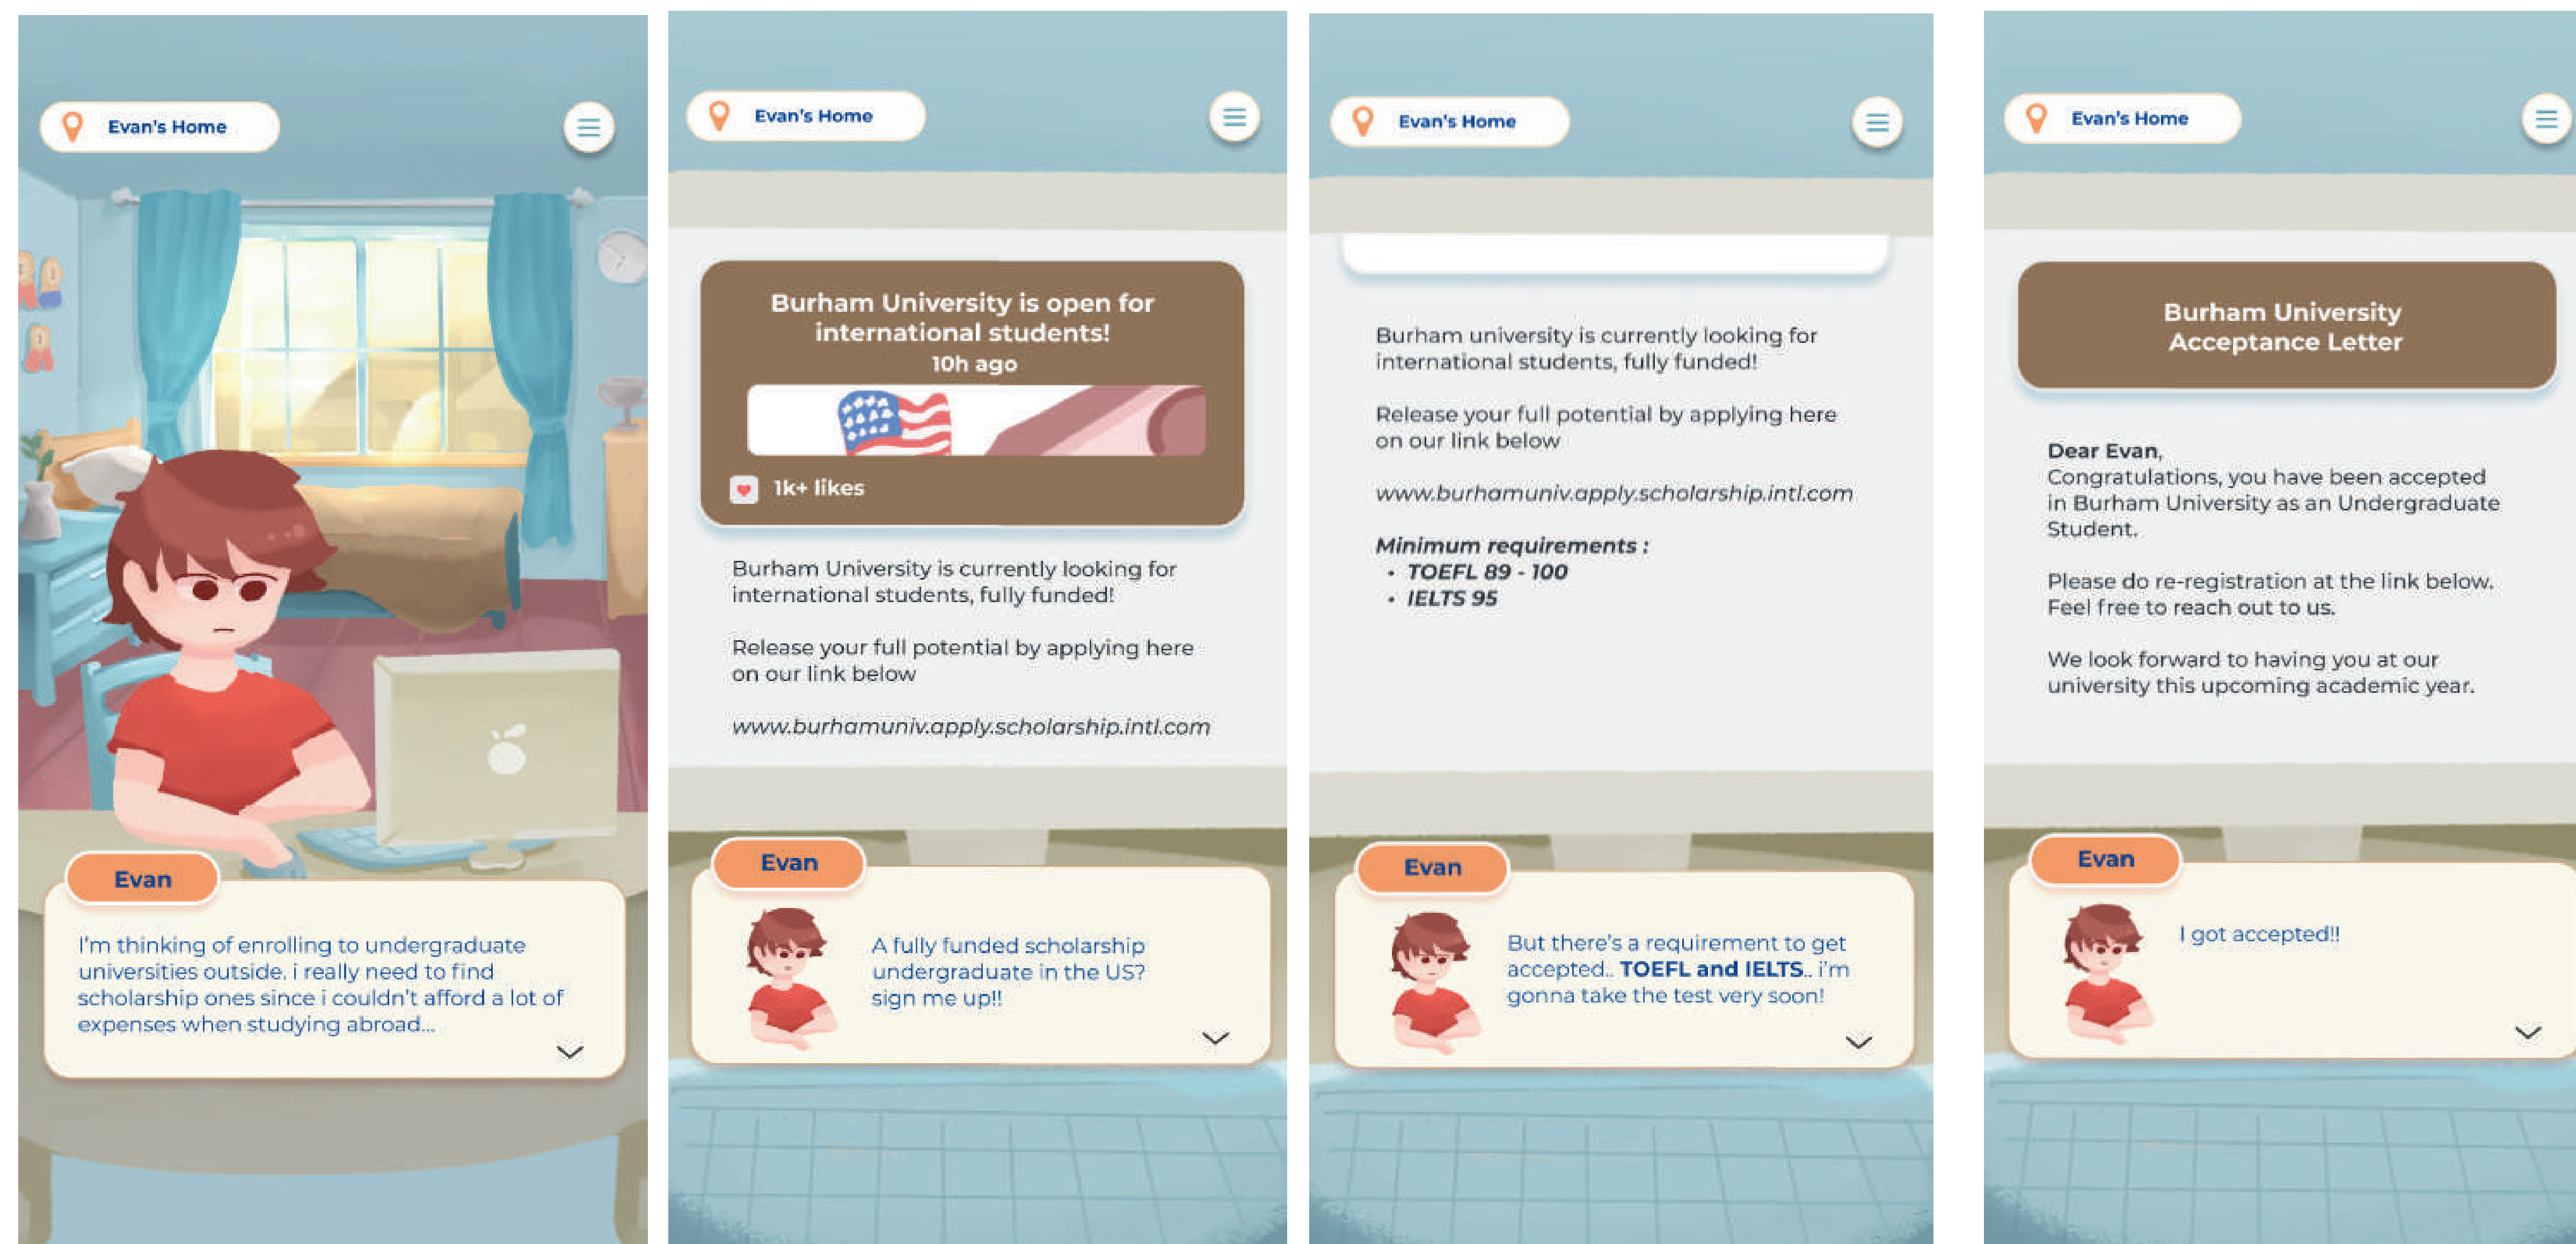 Evan's Home
Evan
I'm thinking of enrolling to undergraduate
universities outside. i really need to find
scholarship ones since i couldn't afford a lot of
expenses when studying abroad...
Evan's Home
Burham University is open for
international students!
10h ago
1k+ likes
Burham University is currently looking for
international students, fully funded!
Release your full potential by applying here
on our link below
www.burhamuniv.apply.scholarship.intl.com
Evan
A fully funded scholarship
undergraduate in the US?
sign me up!!
Evan's Home
Burham university is currently looking for
international students, fully funded!
Release your full potential by applying here
on our link below
www.burhamuniv.apply.scholarship.intl.com
Minimum requirements :
• TOEFL 89 - 100
• IELTS 95
Evan
But there's a requirement to get
accepted.. TOEFL and IELTS.. i'm
gonna take the test very soon!
Evan's Home
Burham University
Acceptance Letter
Dear Evan,
Congratulations, you have been accepted
in Burham University as an Undergraduate
Student.
Please do re-registration at the link below.
Feel free to reach out to us.
We look forward to having you at our
university this upcoming academic year.
Evan
I got accepted!!